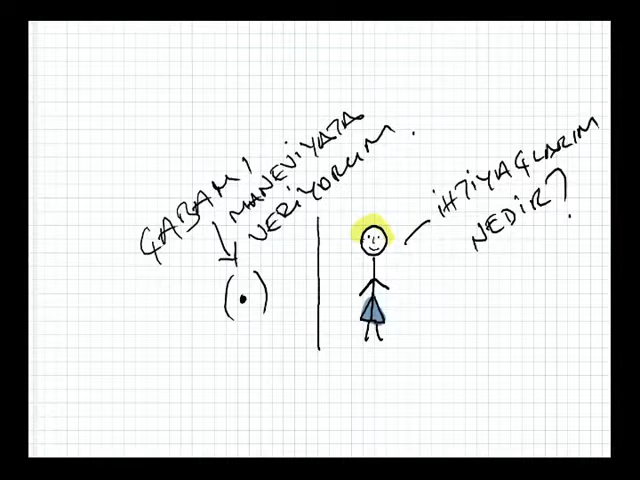 ÇABAMI
MANEVİYATA
VERİYORUM.
İHTİYAÇLARIM
NEDİR?